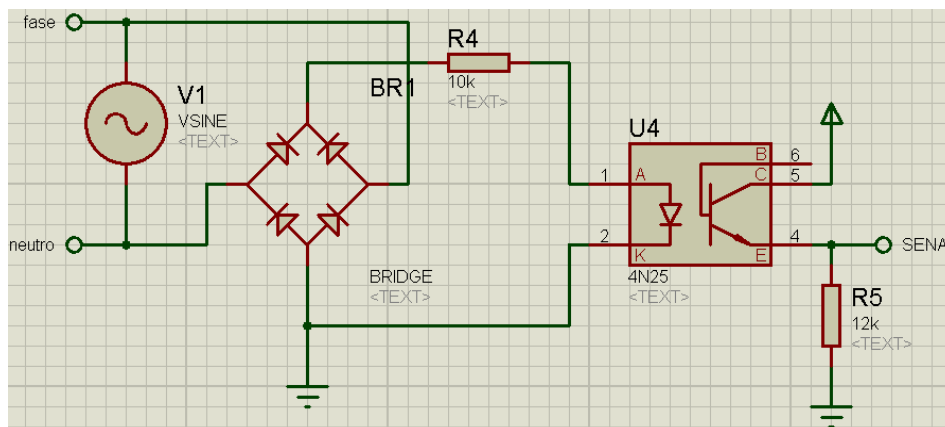 fase
V1
VSINE
<TEXT>
neutro
BR1
BRIDGE
<TEXT>
R4
10k
<TEXT>
U4
1
A
2
K
B
6
C
5
E
4
4N25
<TEXT>
SENA
R5
12k
<TEXT>